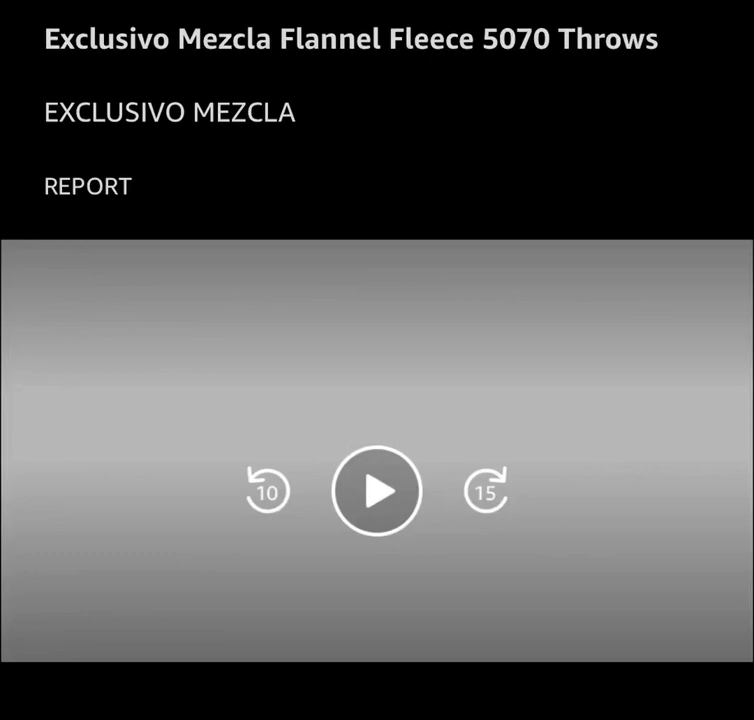 Exclusivo Mezcla Flannel Fleece 5070 Throws
EXCLUSIVO MEZCLA
REPORT
10
15